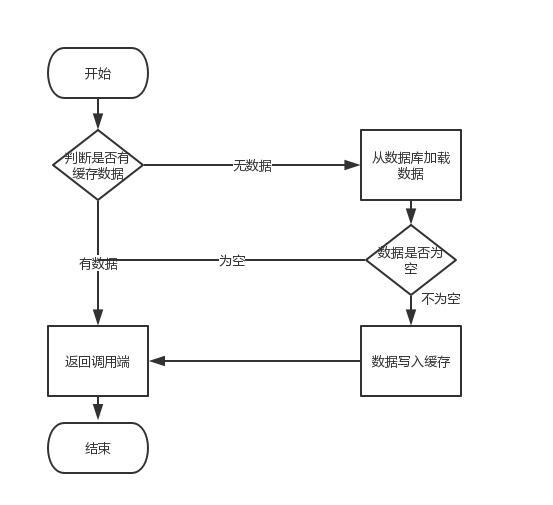 开始
判断是否有
缓存数据
无数据
从数据库加载
数据
有数据
为空
数据是否为
空
不为空
返回调用端
数据写入缓存
结束